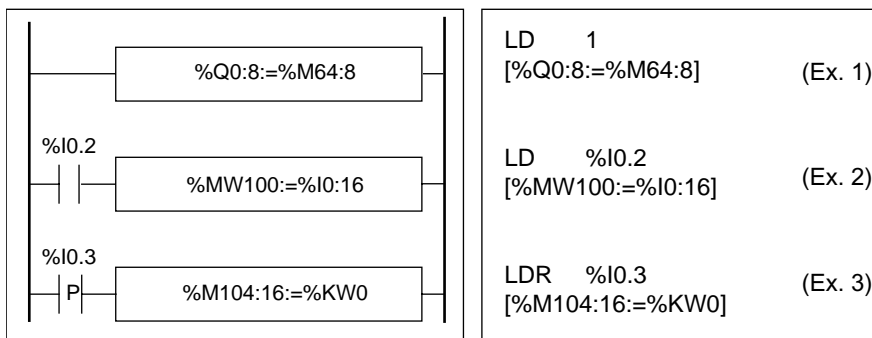 %Q0:8:=%M64:8
%I0.2
%MW100:=%I0:16
%I0.3
P
%M104:16:=%KW0
LD 1
[%Q0:8:=%M64:8] (Ex. 1)
LD %I0.2
[%MW100:=%I0:16] (Ex. 2)
LDR %I0.3
[%M104:16:=%KW0] (Ex. 3)